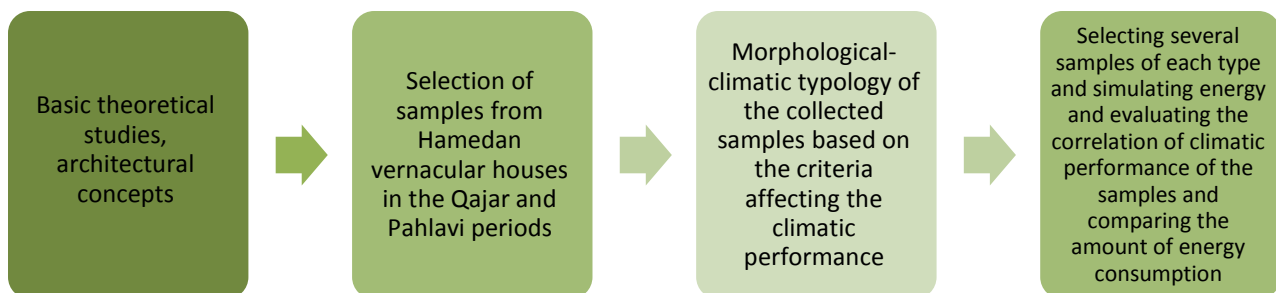 Basic theoretical
studies,
architectural
concepts
Selection of
samples from
Hamedan
vernacular houses
in the Qajar and
Pahlavi periods
Morphological-
climatic typology of
the collected
samples based on
the criteria
affecting the
climatic
performance
Selecting several
samples of each type
and simulating energy
and evaluating the
correlation of climatic
performance of the
samples and
comparing the
amount of energy
consumption